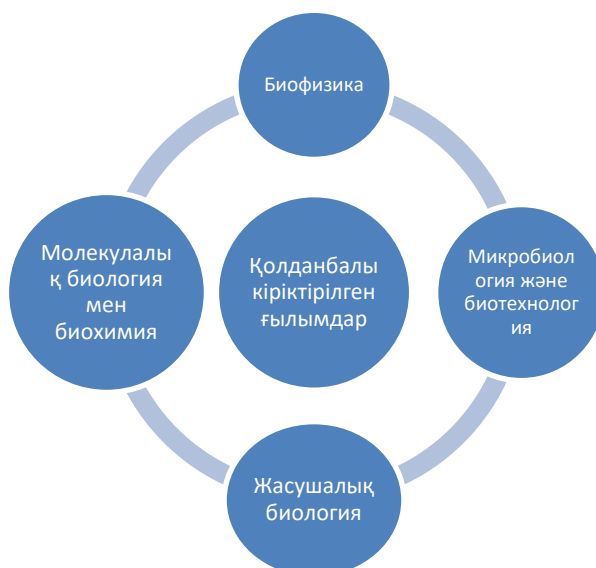 Биофизика
Молекулалы
қ биология
мен
биохимия
Қолданбалы
кіріктірілген
ғылымдар
Микробиол
огия және
биотехнолог
ия
Жасушалық
биология